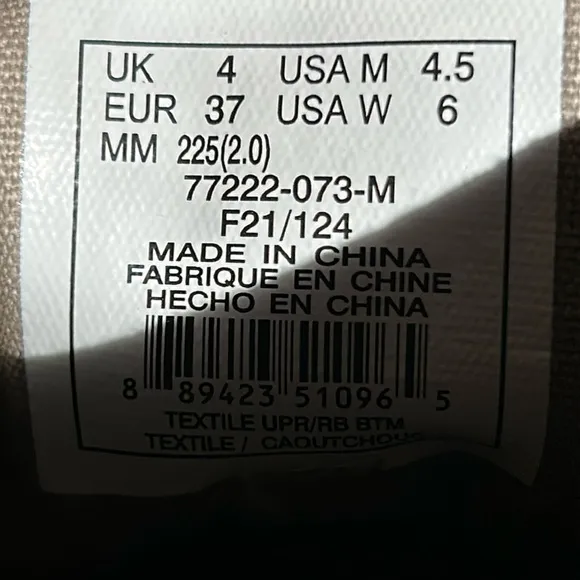 UK 4 USA M 4.5
EUR 37 USA W 6
MM 225(2.0)
77222-073-M
F21/124
MADE IN CHINA
FABRIQUE EN CHINE
HECHO EN CHINA
8 89423 51096 5
TEXTILE UPR/RB BTM
TEXTILE / CAOUTCHOUC